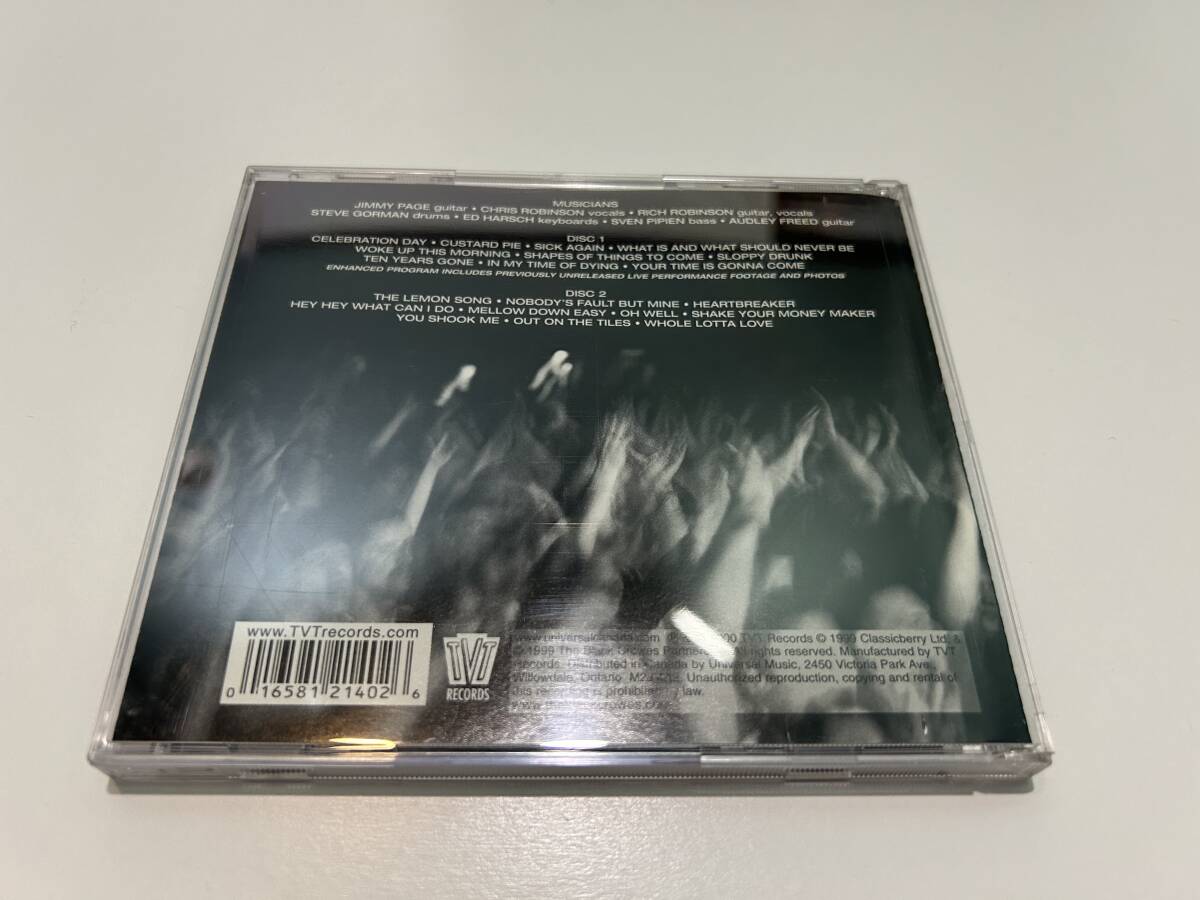 MUSICIANS
JIMMY PAGE guitar • CHRIS ROBINSON vocals • RICH ROBINSON guitar, vocals
STEVE GORMAN drums • ED HARSCH keyboards • SVEN PIPIEN bass • AUDLEY FREED guitar
DISC 1
CELEBRATION DAY • CUSTARD PIE • SICK AGAIN • WHAT IS AND WHAT SHOULD NEVER BE
WOKE UP THIS MORNING • SHAPES OF THINGS TO COME • SLOPPY DRUNK
TEN YEARS GONE • IN MY TIME OF DYING • YOUR TIME IS GONNA COME
ENHANCED PROGRAM INCLUDES PREVIOUSLY UNRELEASED LIVE PERFORMANCE FOOTAGE AND PHOTOS
DISC 2
THE LEMON SONG • NOBODY'S FAULT BUT MINE • HEARTBREAKER
HEY HEY WHAT CAN I DO • MELLOW DOWN EASY • OH WELL • SHAKE YOUR MONEY MAKER
YOU SHOOK ME • OUT ON THE TILES • WHOLE LOTTA LOVE
www.TVTrecords.com
0 16581 21402 6
TVT
RECORDS
www.universalcanada.com TVT Records © 1999 Classicberry Ltd. &
© 1999 The Black Crowes All rights reserved. Manufactured by TVT
records. Distributed in Canada by Universal Music, 2450 Victoria Park Ave.,
Willowdale, Ontario, Unauthorized reproduction, copying and rental of
this recording is prohibited by law.